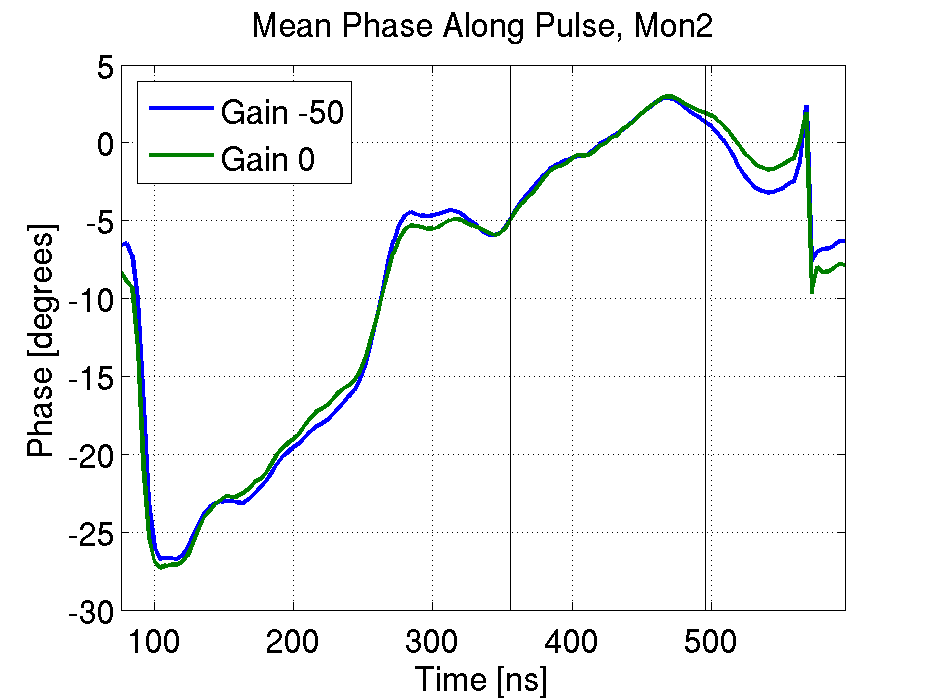 Mean Phase Along Pulse, Mon2
Gain -50
Gain 0
Phase [degrees]
5
0
-5
-10
-15
-20
-25
-30
100 200 300 400 500
Time [ns]